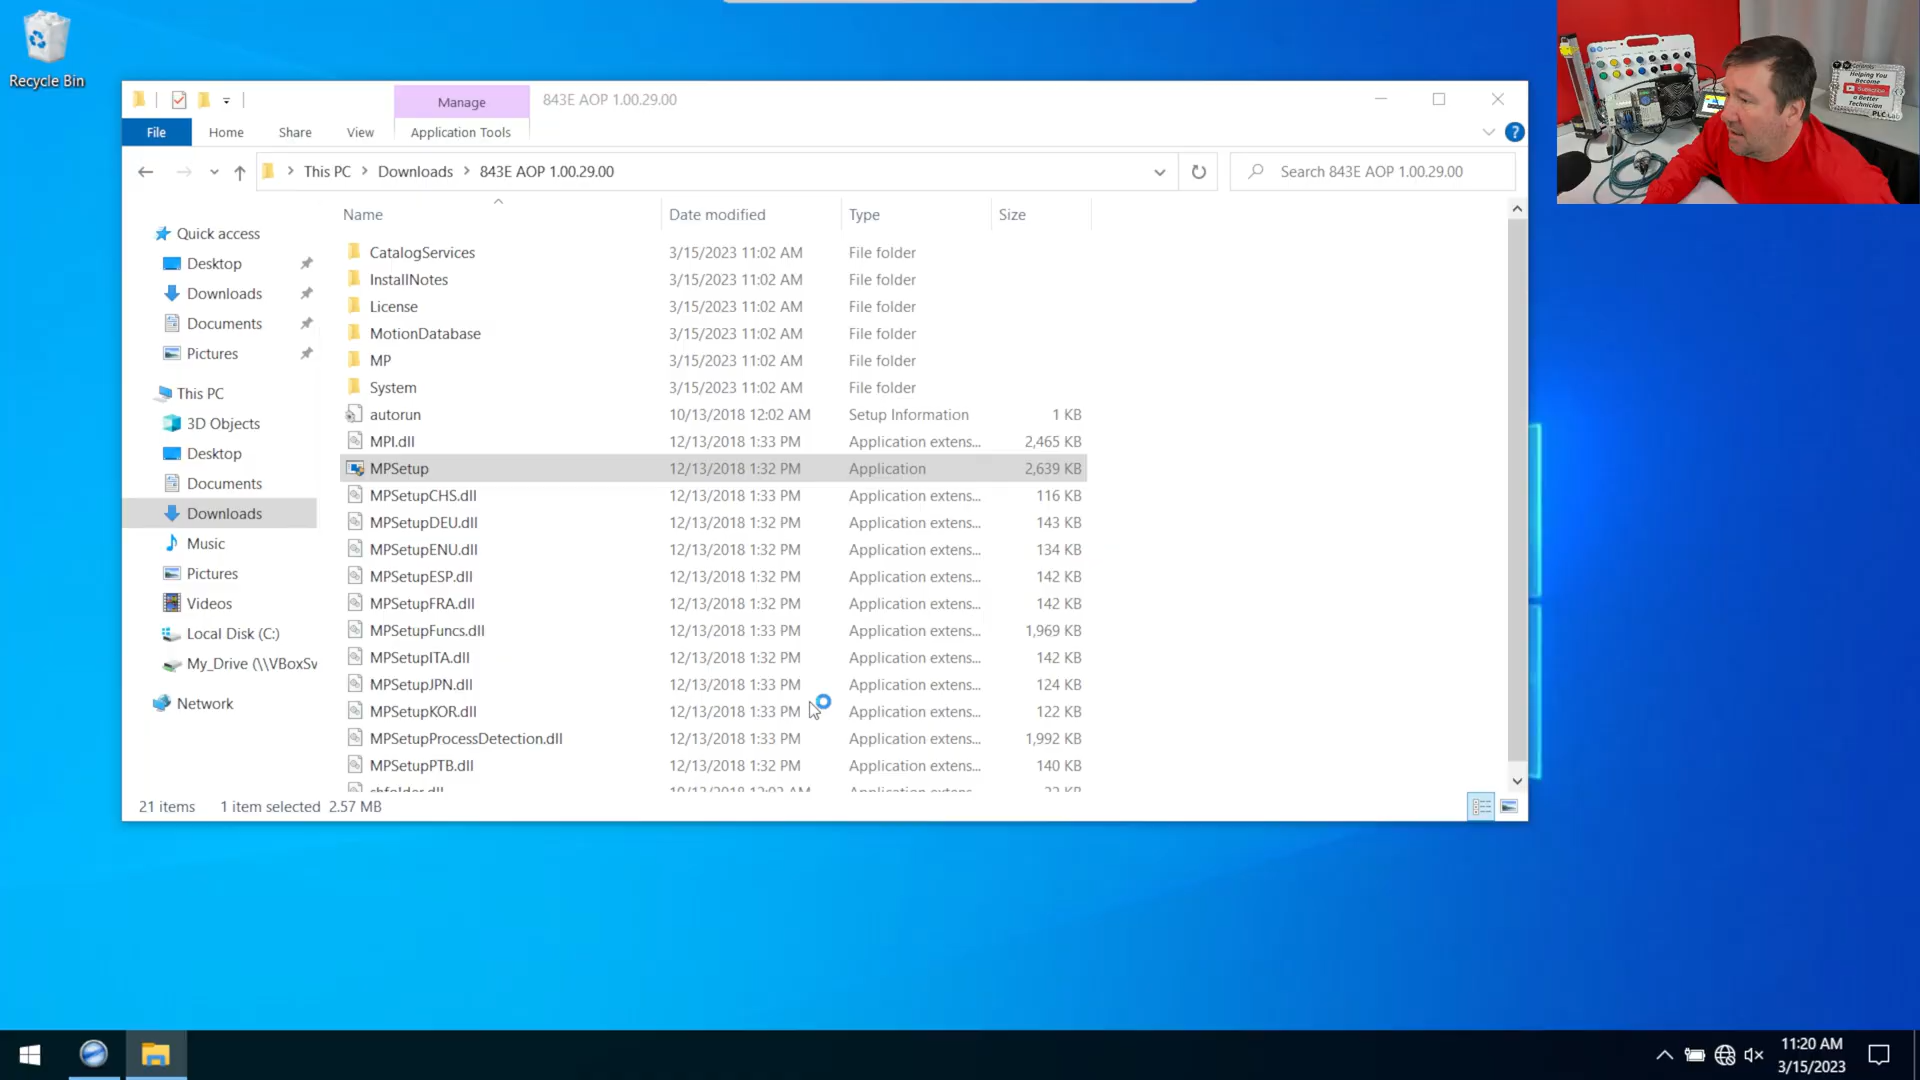 Recycle Bin
Manage
843E AOP 1.00.29.00
File
Home
Share
View
Application Tools
This PC
Downloads
843E AOP 1.00.29.00
Search 843E AOP 1.00.29.00
Name
Date modified
Type
Size
Quick access
Desktop
Downloads
Documents
Pictures
This PC
3D Objects
Desktop
Documents
Downloads
Music
Pictures
Videos
Local Disk (C:)
My_Drive (\\VBoxSv
Network
CatalogServices 3/15/2023 11:02 AM File folder
InstallNotes 3/15/2023 11:02 AM File folder
License 3/15/2023 11:02 AM File folder
MotionDatabase 3/15/2023 11:02 AM File folder
MP 3/15/2023 11:02 AM File folder
System 3/15/2023 11:02 AM File folder
autorun 10/13/2018 12:02 AM Setup Information 1 KB
MPI.dll 12/13/2018 1:33 PM Application extens... 2,465 KB
MPSetup 12/13/2018 1:32 PM Application 2,639 KB
MPSetupCHS.dll 12/13/2018 1:33 PM Application extens... 116 KB
MPSetupDEU.dll 12/13/2018 1:32 PM Application extens... 143 KB
MPSetupENU.dll 12/13/2018 1:32 PM Application extens... 134 KB
MPSetupESP.dll 12/13/2018 1:32 PM Application extens... 142 KB
MPSetupFRA.dll 12/13/2018 1:32 PM Application extens... 142 KB
MPSetupFuncs.dll 12/13/2018 1:33 PM Application extens... 1,969 KB
MPSetupITA.dll 12/13/2018 1:32 PM Application extens... 142 KB
MPSetupJPN.dll 12/13/2018 1:33 PM Application extens... 124 KB
MPSetupKOR.dll 12/13/2018 1:33 PM Application extens... 122 KB
MPSetupProcessDetection.dll 12/13/2018 1:33 PM Application extens... 1,992 KB
MPSetupPTB.dll 12/13/2018 1:32 PM Application extens... 140 KB
21 items 1 item selected 2.57 MB
Helping You
Become
Subscribe
a Better
Technician
PLCLab
11:20 AM
3/15/2023